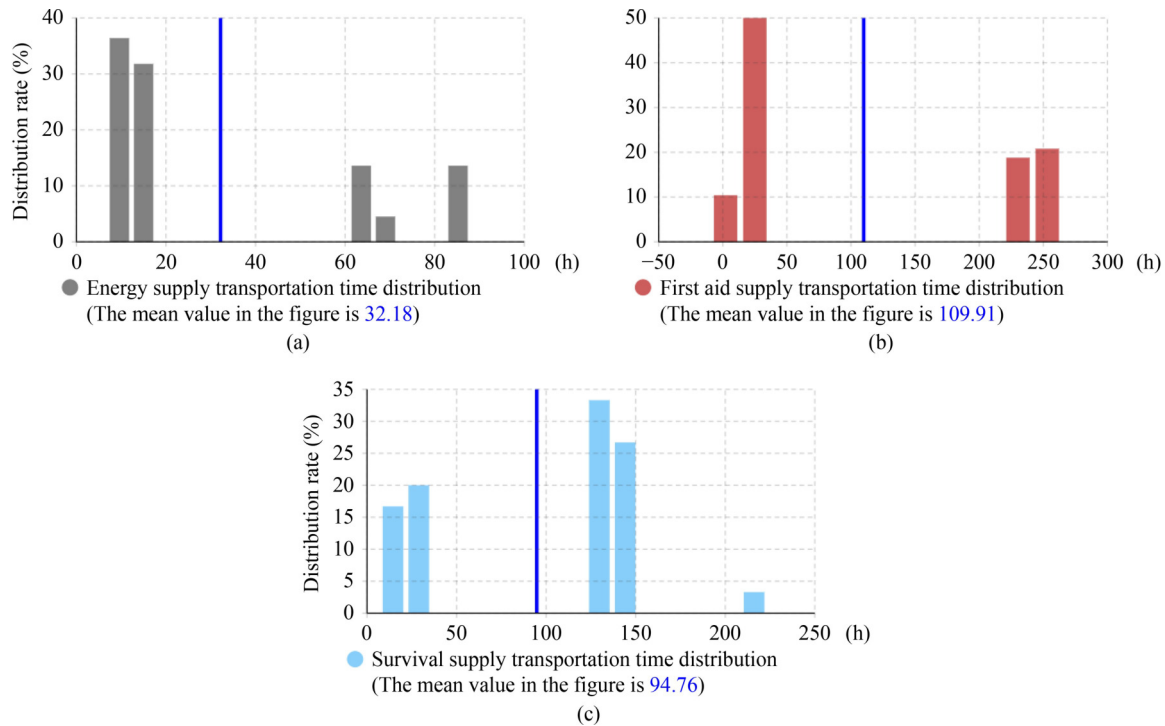 40
30
20
10
0
Distribution rate (%)
0 20 40 60 80 100 (h)
Energy supply transportation time distribution
(The mean value in the figure is 32.18)
(a)
50
40
30
20
10
0
−50 0 50 100 150 200 250 300 (h)
First aid supply transportation time distribution
(The mean value in the figure is 109.91)
(b)
35
30
25
20
15
10
5
0
Distribution rate (%)
0 50 100 150 200 250 (h)
Survival supply transportation time distribution
(The mean value in the figure is 94.76)
(c)